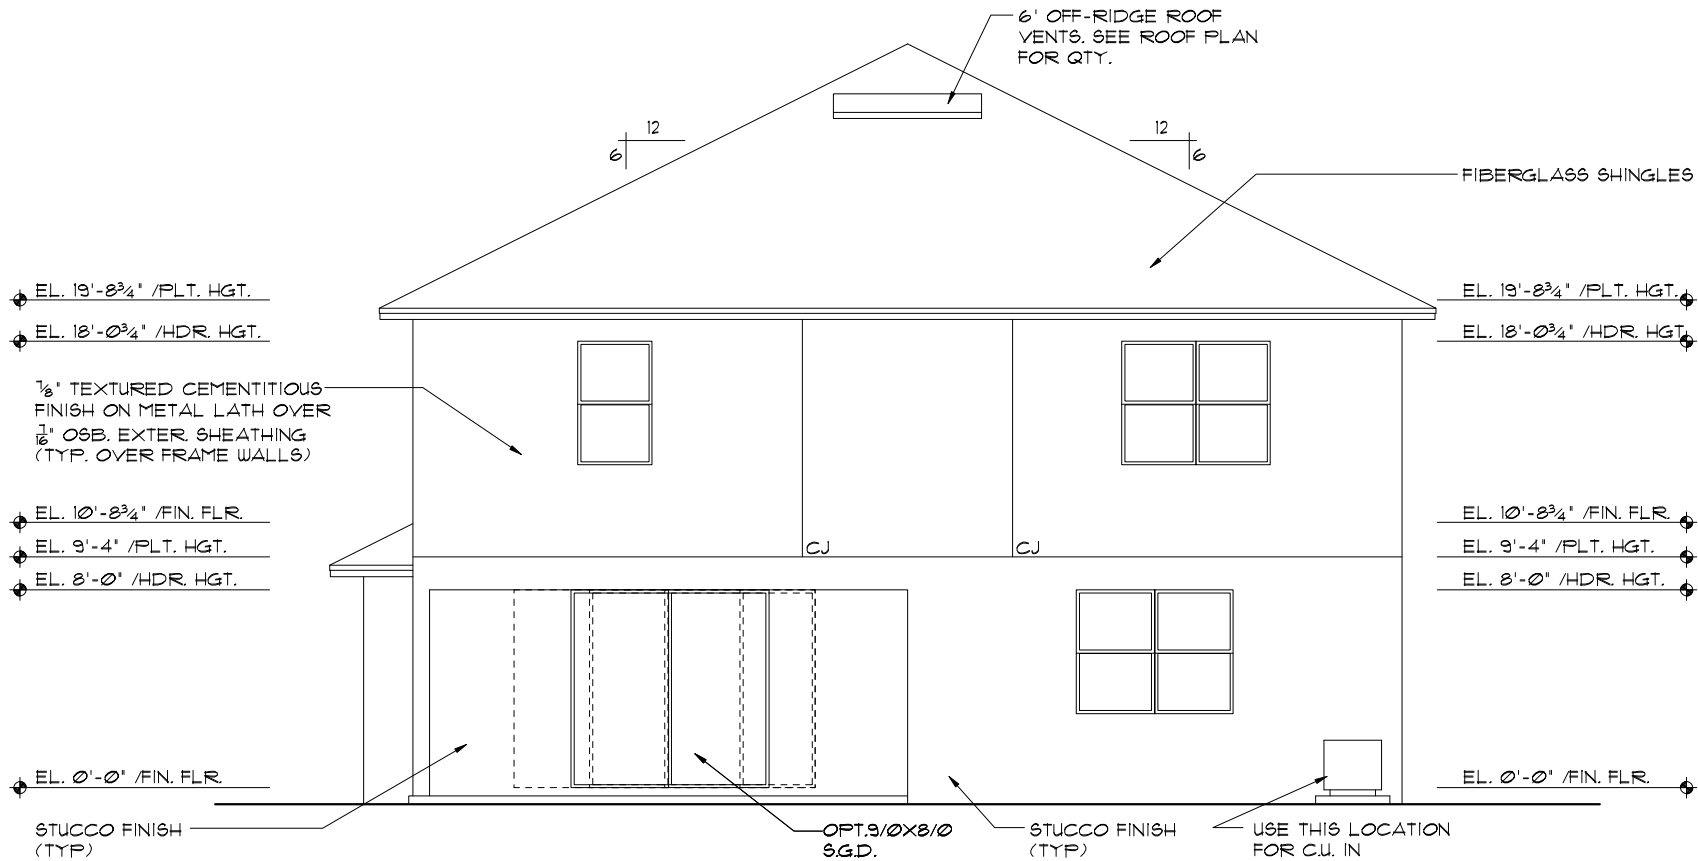 6' OFF-RIDGE ROOF
VENTS. SEE ROOF PLAN
FOR QTY.
12
6
12
6
FIBERGLASS SHINGLES
EL. 19'-8¾" /PLT. HGT.
EL. 19'-8¾" /PLT. HGT.
EL. 18'-0¾" /HDR. HGT.
EL. 18'-0¾" /HDR. HGT.
⅞" TEXTURED CEMENTITIOUS
FINISH ON METAL LATH OVER
7/16" OSB. EXTER. SHEATHING
(TYP. OVER FRAME WALLS)
EL. 10'-8¾" /FIN. FLR.
EL. 10'-8¾" /FIN. FLR.
EL. 9'-4" /PLT. HGT.
CJ
CJ
EL. 9'-4" /PLT. HGT.
EL. 8'-0" /HDR. HGT.
EL. 8'-0" /HDR. HGT.
EL. 0'-0" /FIN. FLR.
EL. 0'-0" /FIN. FLR.
STUCCO FINISH
(TYP)
OPT.9/0X8/0
S.G.D.
STUCCO FINISH
(TYP)
USE THIS LOCATION
FOR C.U. IN